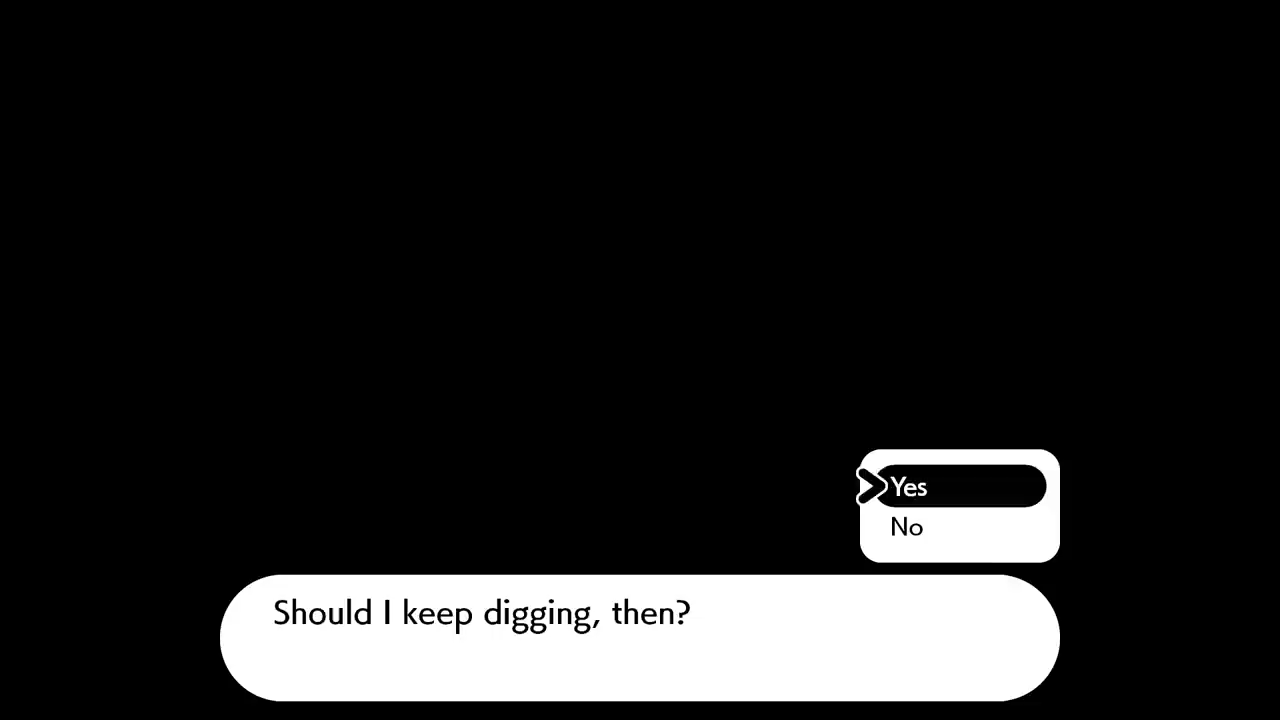 Yes
No
Should I keep digging, then?